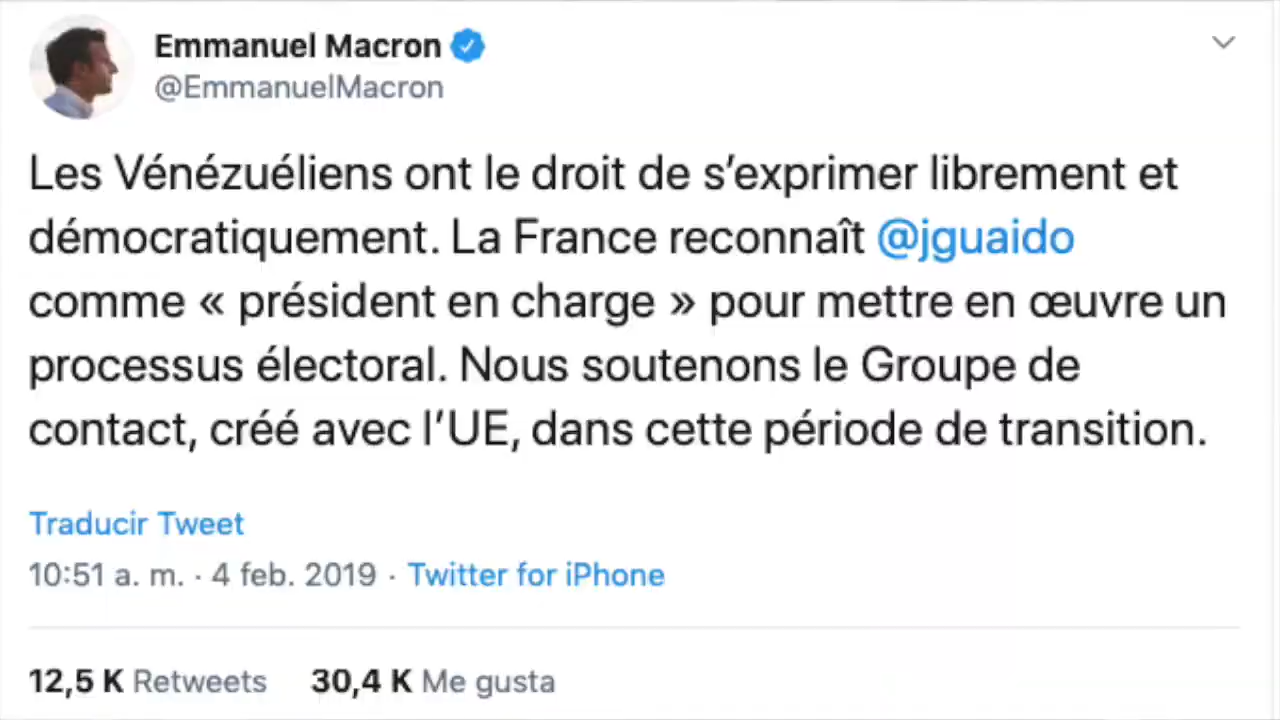 Emmanuel Macron
@EmmanuelMacron
Les Vénézuéliens ont le droit de s’exprimer librement et
démocratiquement. La France reconnaît @jguaido
comme « président en charge » pour mettre en œuvre un
processus électoral. Nous soutenons le Groupe de
contact, créé avec l’UE, dans cette période de transition.
Traducir Tweet
10:51 a. m. · 4 feb. 2019 · Twitter for iPhone
12,5 K Retweets 30,4 K Me gusta